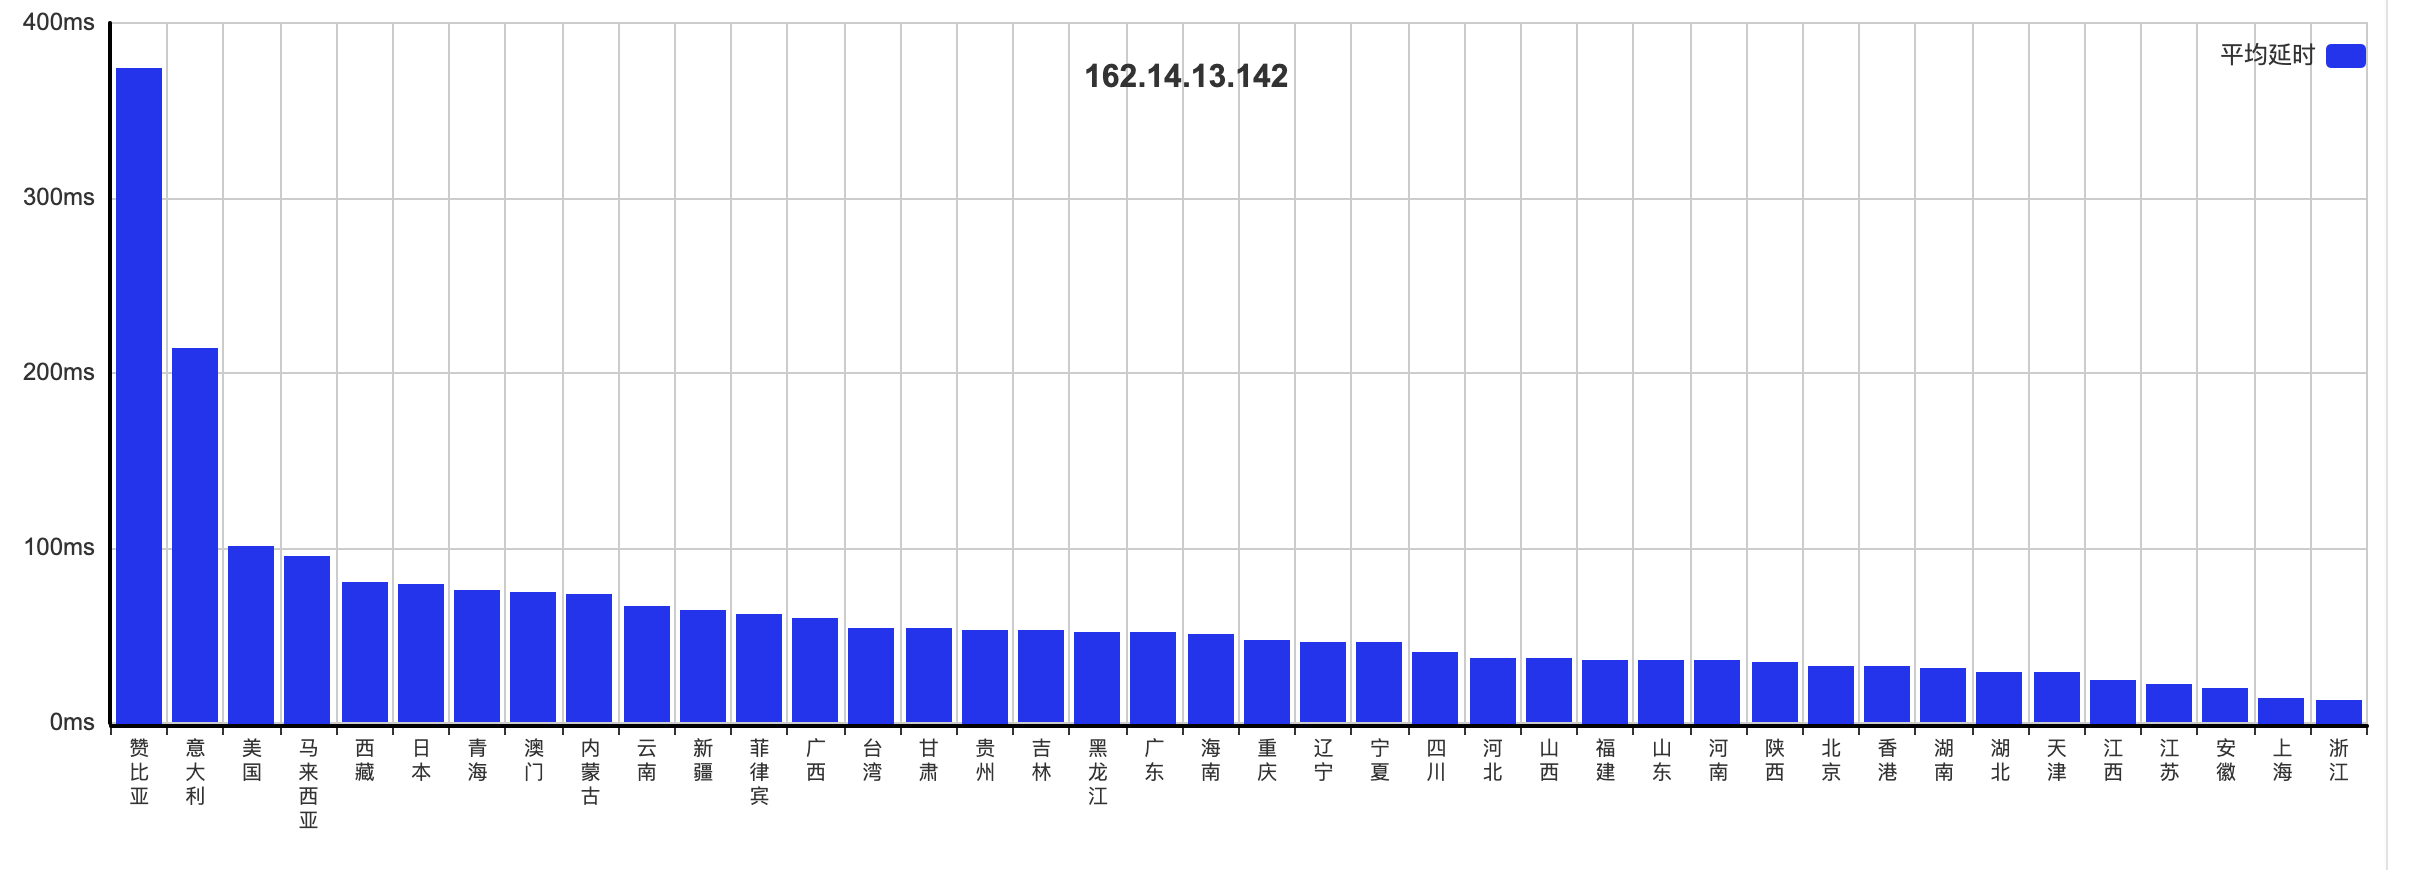 400ms
300ms
200ms
100ms
0ms
162.14.13.142
平均延时
赞比亚
意大利
美国
马来西亚
西藏
日本
青海
澳门
内蒙古
云南
新疆
菲律宾
广西
台湾
甘肃
贵州
吉林
黑龙江
广东
海南
重庆
辽宁
宁夏
四川
河北
山西
福建
山东
河南
陕西
北京
香港
湖南
湖北
天津
江西
江苏
安徽
上海
浙江